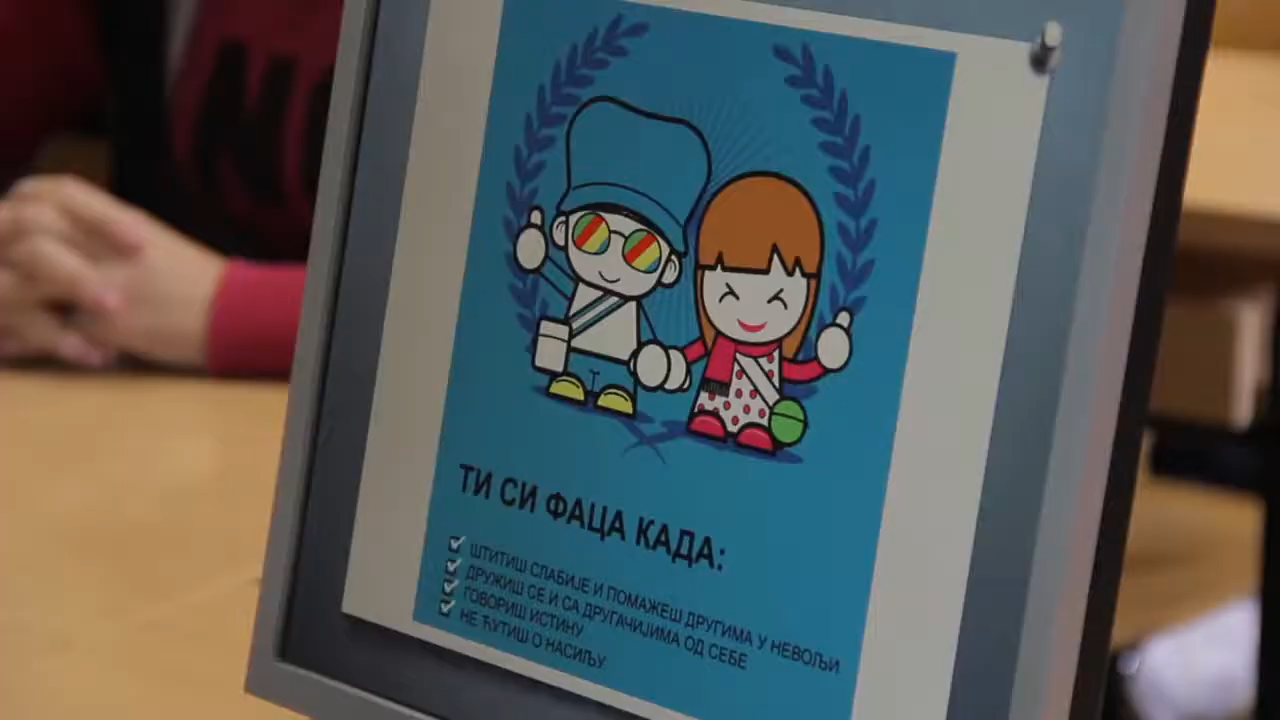 ТИ СИ ФАЦА КАДА:
ШТИТИШ СЛАБИЈЕ И ПОМАЖЕШ ДРУГИМА У НЕВОЉИ
ДРУЖИШ СЕ И СА ДРУГАЧИЈИМА ОД СЕБЕ
ГОВОРИШ ИСТИНУ
НЕ ЋУТИШ О НАСИЉУ